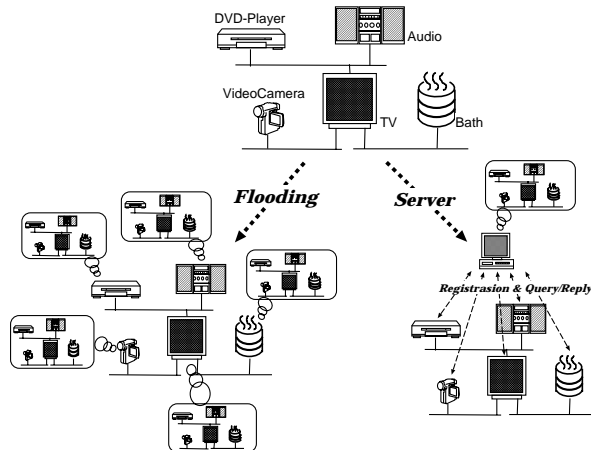 DVD-Player
Audio
VideoCamera
TV
Bath
Flooding
Server
Registrasion & Query/Reply